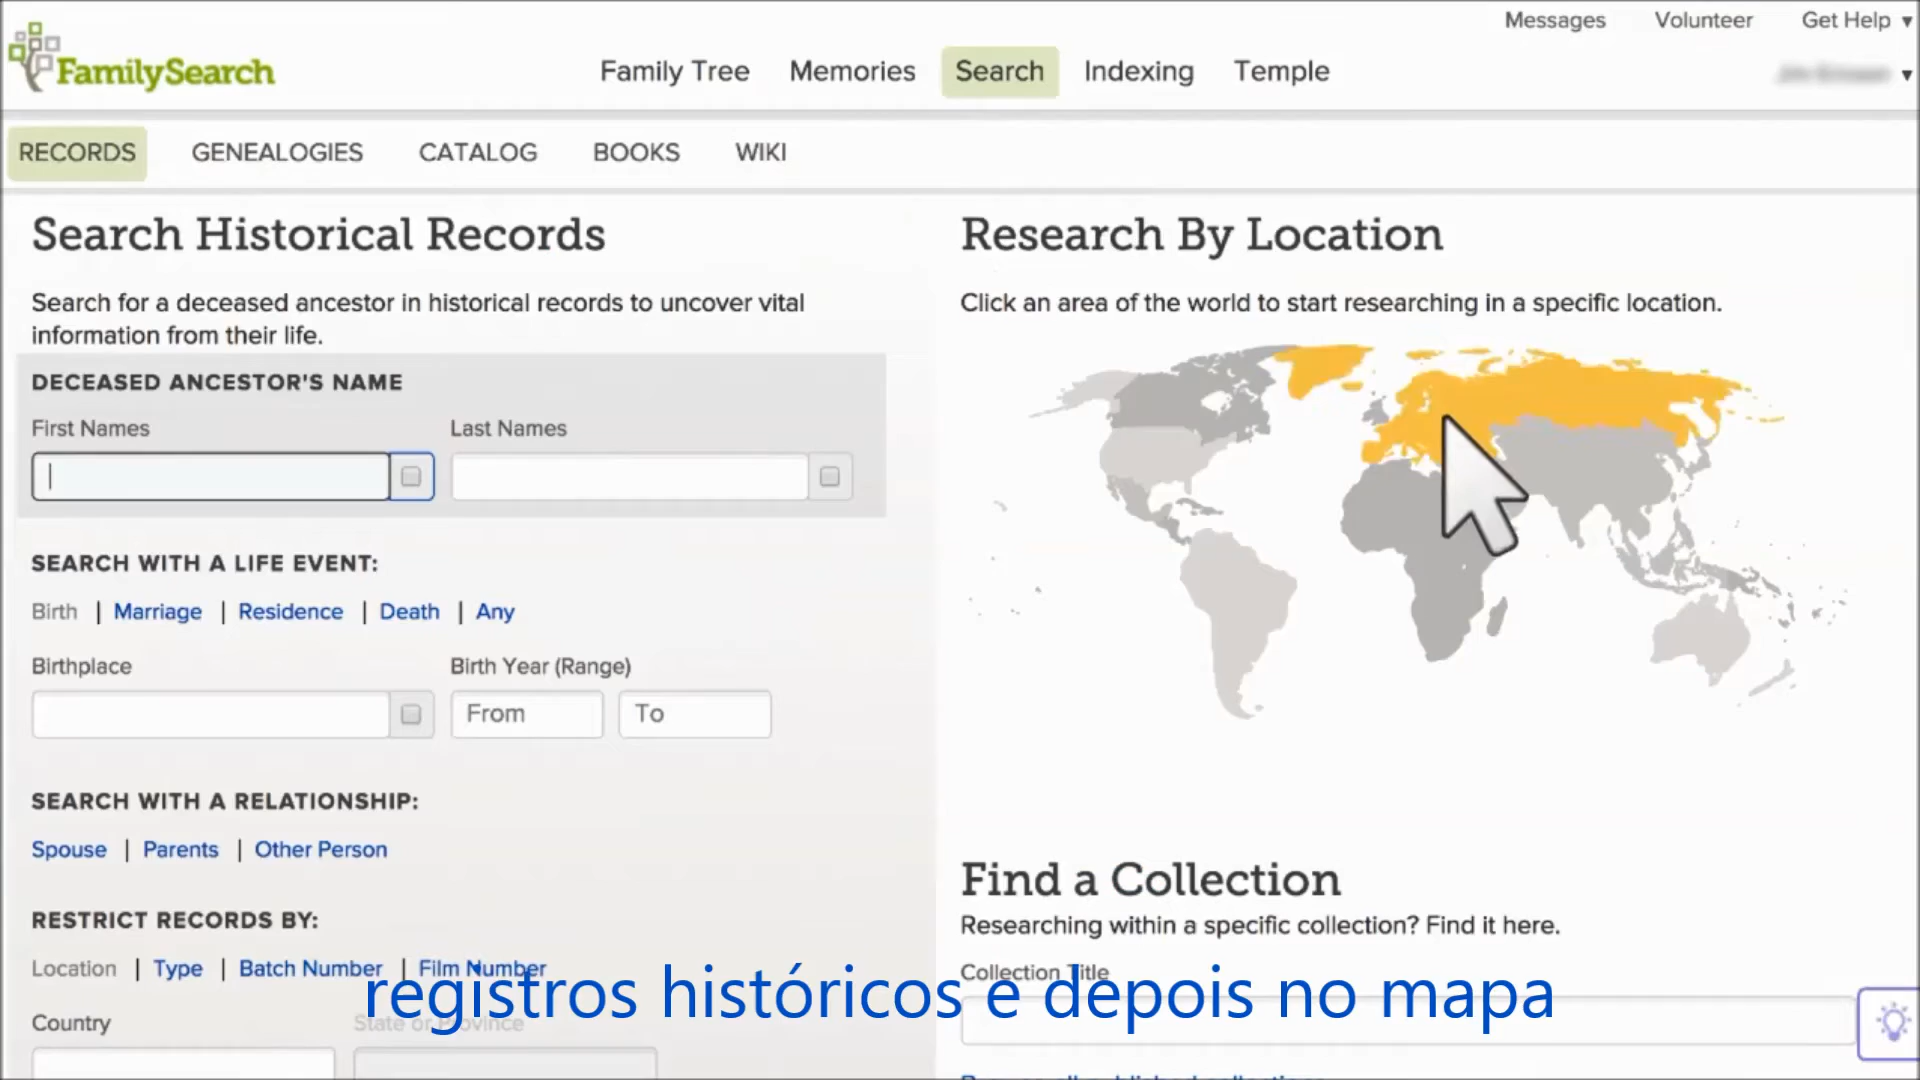 Messages Volunteer Get Help
FamilySearch
Family Tree Memories Search Indexing Temple
RECORDS GENEALOGIES CATALOG BOOKS WIKI
Search Historical Records
Search for a deceased ancestor in historical records to uncover vital
information from their life.
DECEASED ANCESTOR'S NAME
First Names Last Names
SEARCH WITH A LIFE EVENT:
Birth | Marriage | Residence | Death | Any
Birthplace Birth Year (Range)
From To
SEARCH WITH A RELATIONSHIP:
Spouse | Parents | Other Person
RESTRICT RECORDS BY:
Location | Type | Batch Number | Film Number
Country State or Province
Research By Location
Click an area of the world to start researching in a specific location.
Find a Collection
Researching within a specific collection? Find it here.
Collection Title
registros históricos e depois no mapa